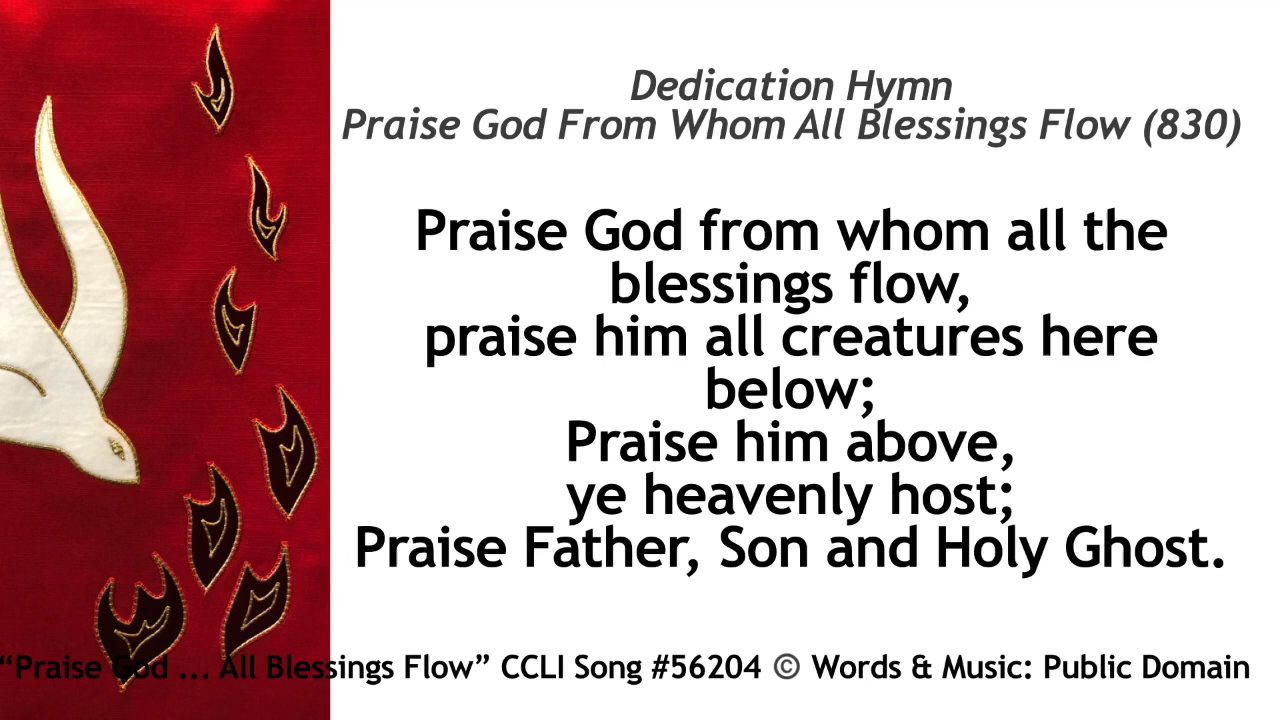 Dedication Hymn
Praise God From Whom All Blessings Flow (830)
Praise God from whom all the
blessings flow,
praise him all creatures here
below;
Praise him above,
ye heavenly host;
Praise Father, Son and Holy Ghost.
“Praise God ... All Blessings Flow” CCLI Song #56204 © Words & Music: Public Domain